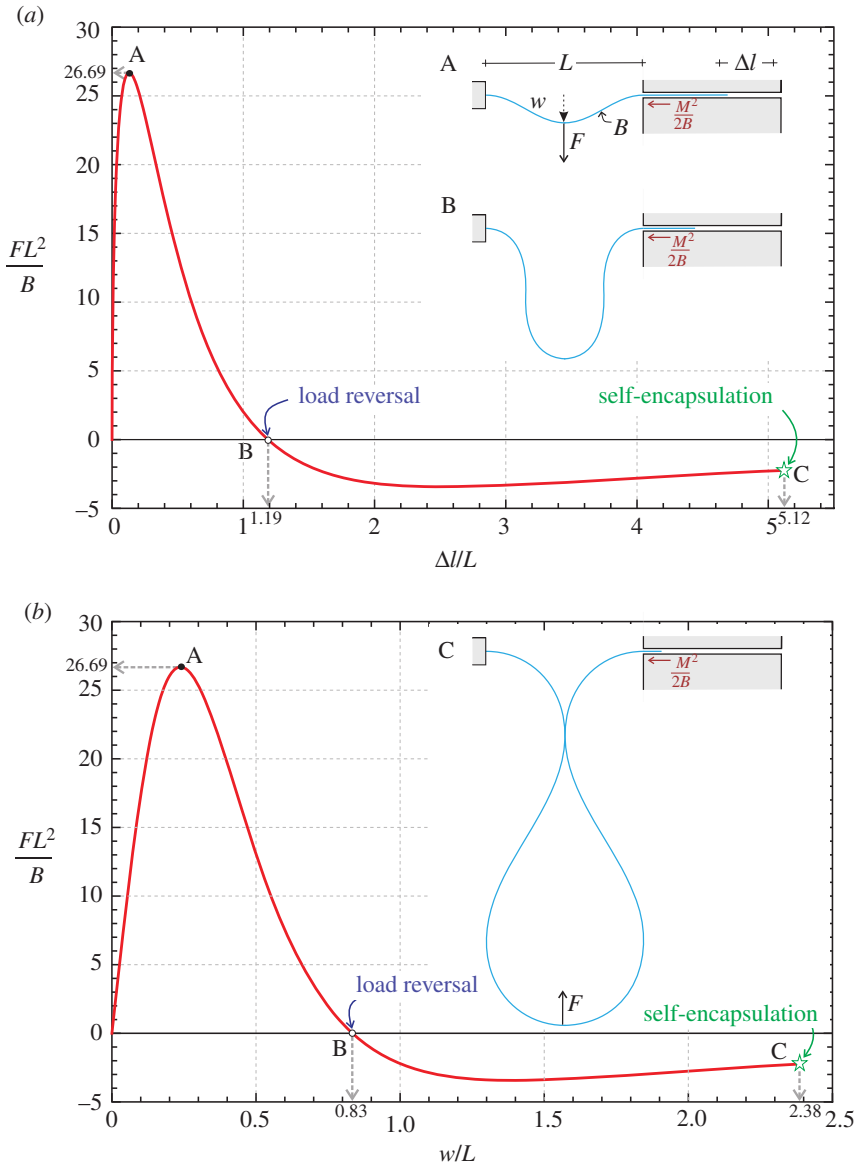 (a)
30
26.69
25
20
15
10
5
0
−5
FL²
B
A
B
load reversal
self-encapsulation
C
0
1
1.19
2
3
4
5
5.12
Δl/L
A
L
Δl
w
F
B
M²
2B
B
M²
2B
(b)
30
26.69
25
20
15
10
5
0
−5
FL²
B
A
C
M²
2B
F
load reversal
B
self-encapsulation
C
0
0.5
0.83
1.0
1.5
2.0
2.38
2.5
w/L